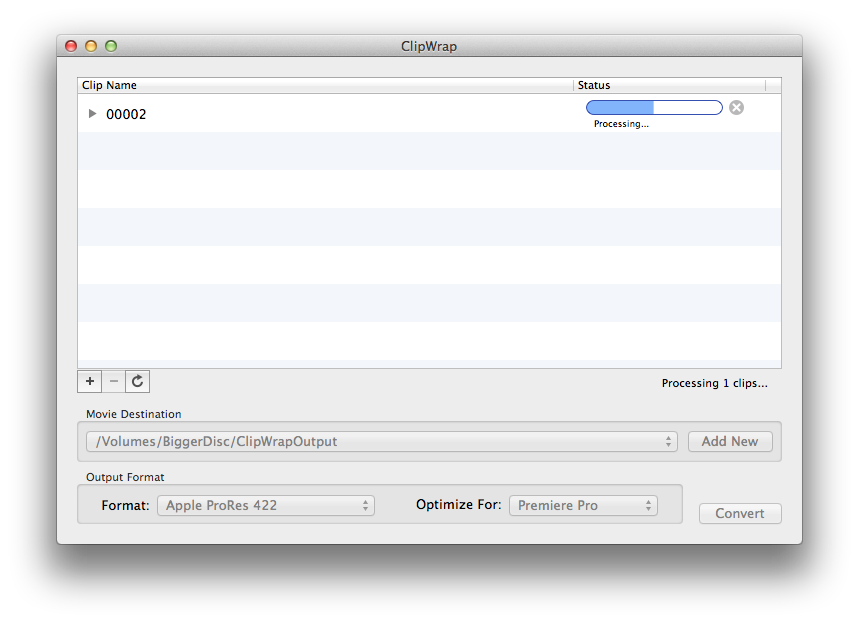 ClipWrap
Clip Name Status
00002
Processing...
Processing 1 clips...
Movie Destination
/Volumes/BiggerDisc/ClipWrapOutput Add New
Output Format
Format: Apple ProRes 422 Optimize For: Premiere Pro
Convert